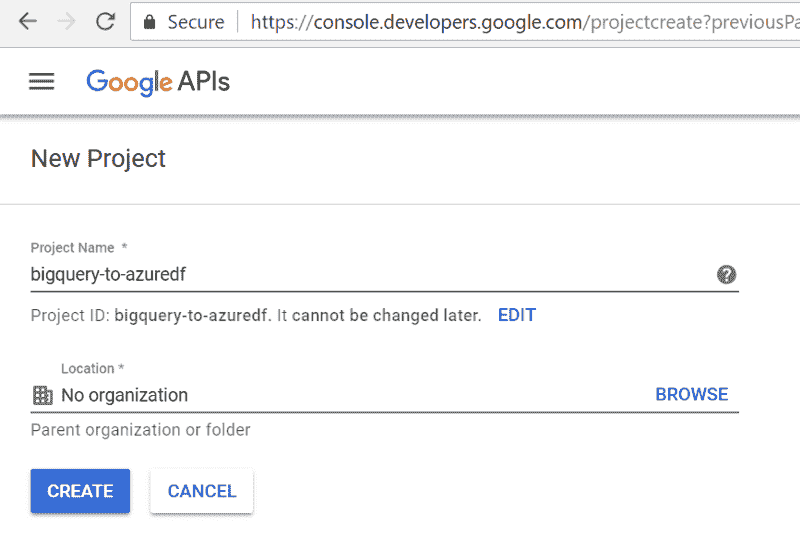 Secure https://console.developers.google.com/projectcreate?previousPa
Google APIs
New Project
Project Name *
bigquery-to-azuredf
Project ID: bigquery-to-azuredf. It cannot be changed later. EDIT
Location *
No organization BROWSE
Parent organization or folder
CREATE CANCEL